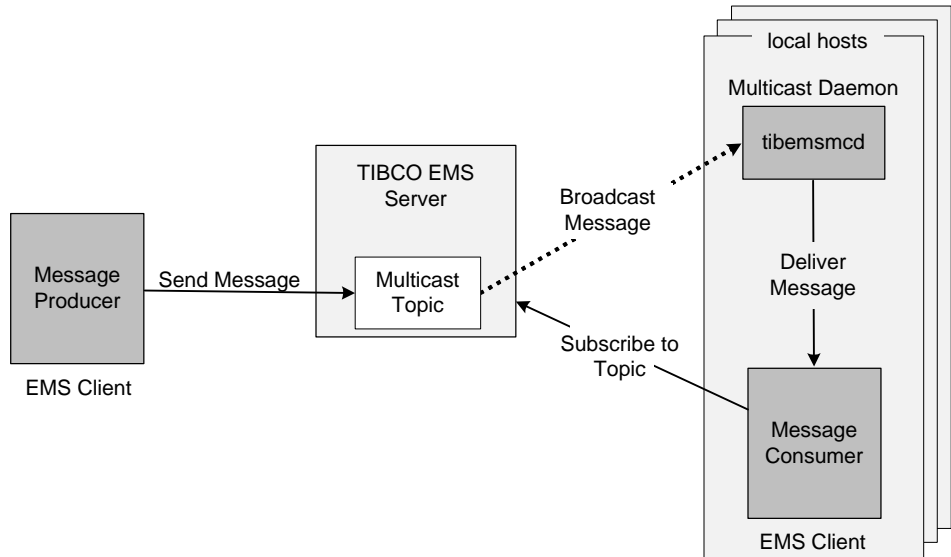 local hosts
Multicast Daemon
tibemsmcd
TIBCO EMS
Server
Broadcast
Message
Message
Producer
Send Message
Multicast
Topic
Deliver
Message
EMS Client
Subscribe to
Topic
Message
Consumer
EMS Client